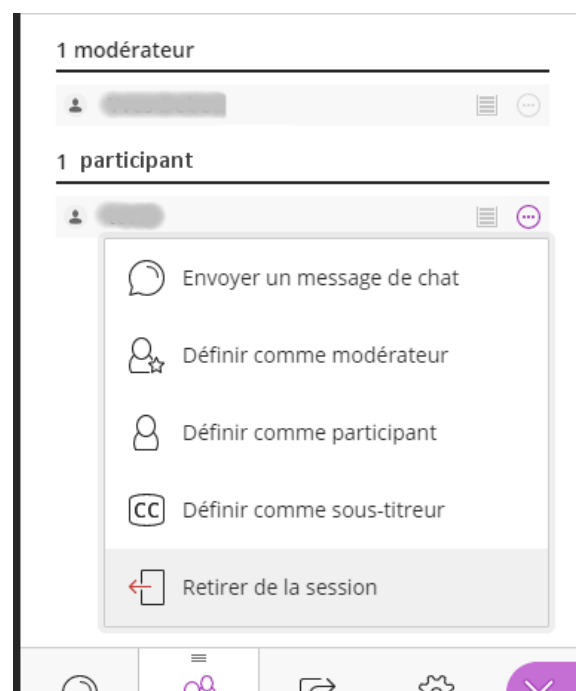 1 modérateur
1 participant
Envoyer un message de chat
Définir comme modérateur
Définir comme participant
CC Définir comme sous-titreur
Retirer de la session